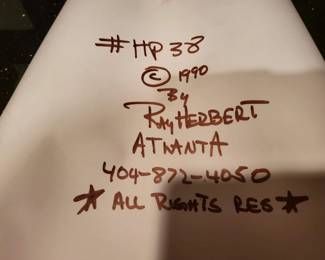 #HP38
© 1990
By
RAY HERBERT
ATLANTA
404-872-4050
★ ALL RIGHTS RES ★